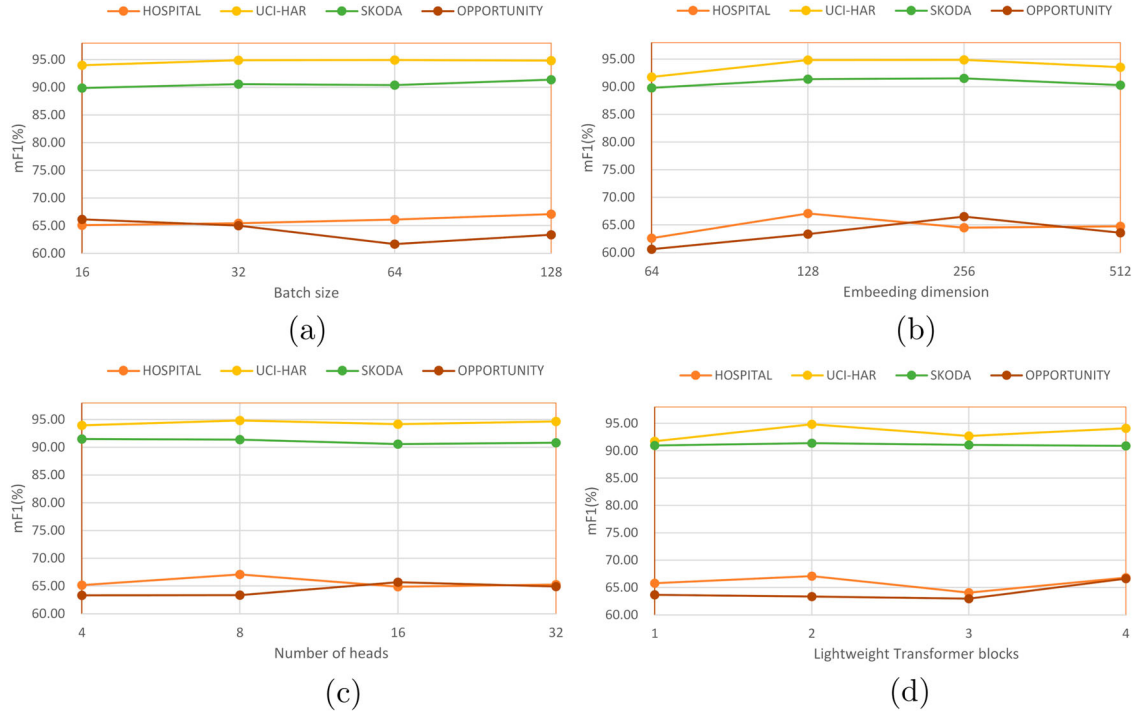 HOSPITAL UCI-HAR SKODA OPPORTUNITY
95.00
90.00
85.00
80.00
75.00
70.00
65.00
60.00
mF1(%)
16 32 64 128
Batch size
(a)
HOSPITAL UCI-HAR SKODA OPPORTUNITY
95.00
90.00
85.00
80.00
75.00
70.00
65.00
60.00
mF1(%)
64 128 256 512
Embeeding dimension
(b)
HOSPITAL UCI-HAR SKODA OPPORTUNITY
95.00
90.00
85.00
80.00
75.00
70.00
65.00
60.00
mF1(%)
4 8 16 32
Number of heads
(c)
HOSPITAL UCI-HAR SKODA OPPORTUNITY
95.00
90.00
85.00
80.00
75.00
70.00
65.00
60.00
mF1(%)
1 2 3 4
Lightweight Transformer blocks
(d)